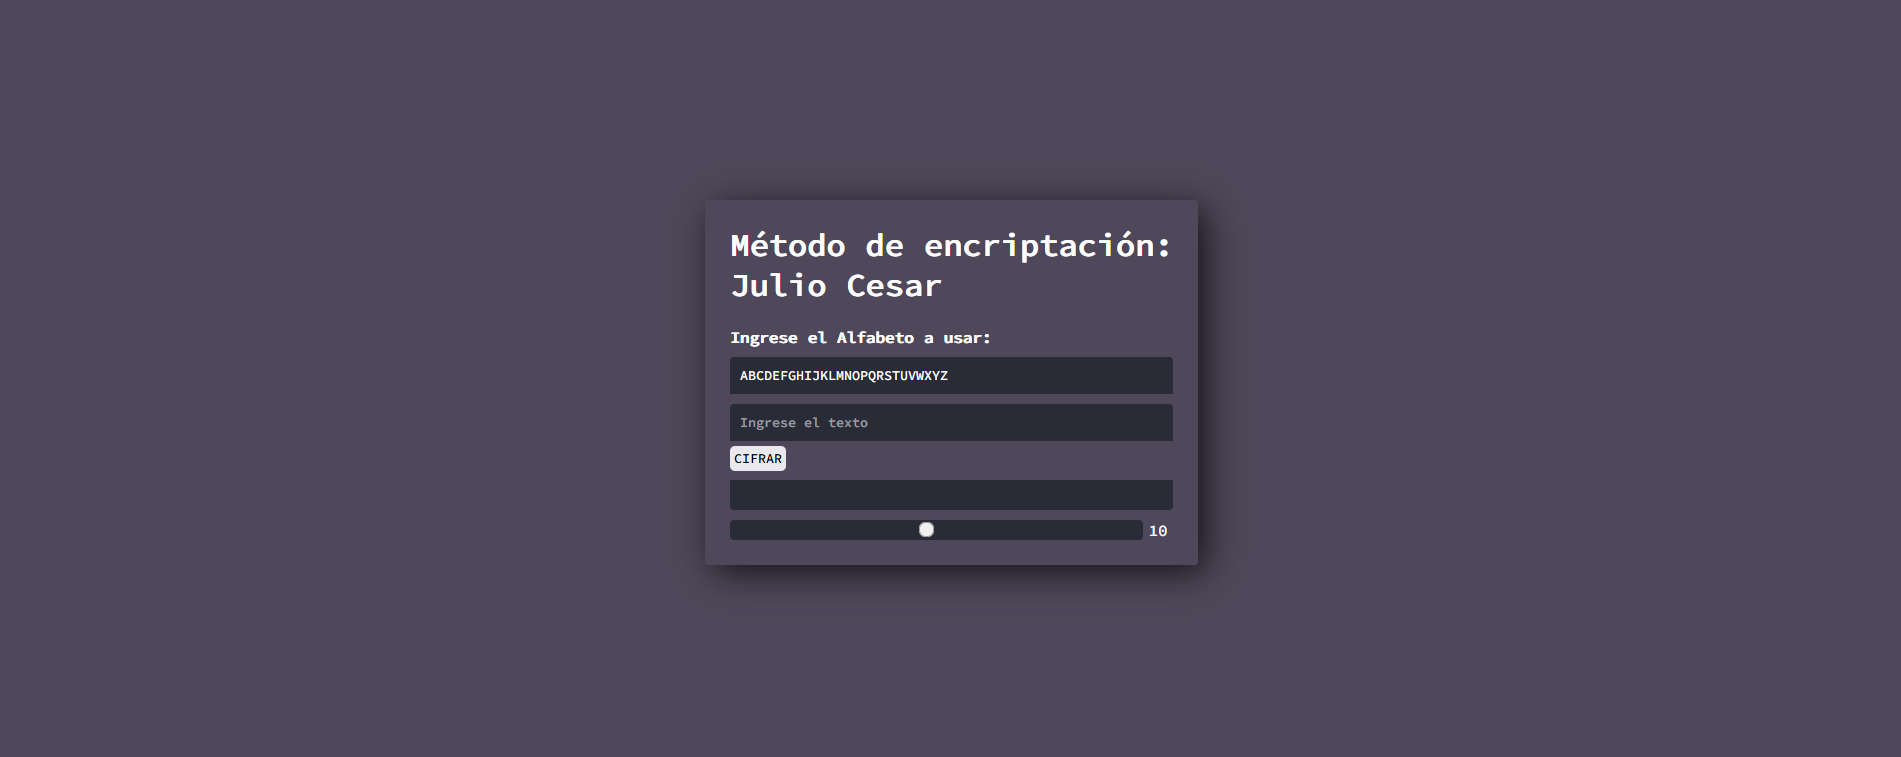 Método de encriptación:
Julio Cesar
Ingrese el Alfabeto a usar:
ABCDEFGHIJKLMNOPQRSTUVWXYZ
Ingrese el texto
CIFRAR
10